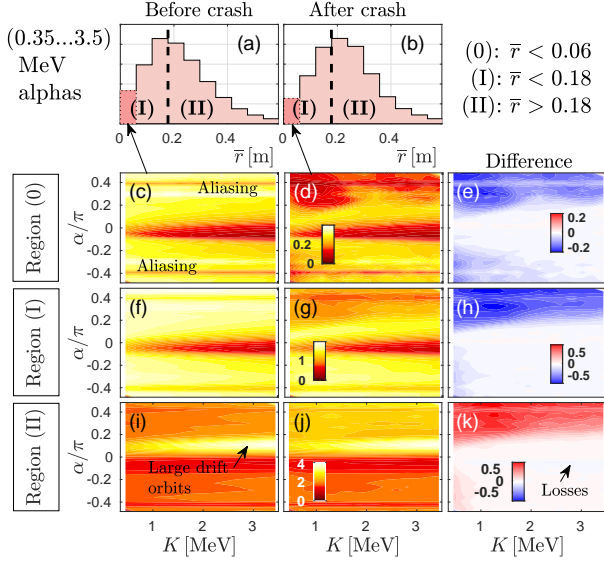 Before crash
After crash
(0.35...3.5)
MeV
alphas
(a)
(b)
(I)
(II)
(I)
(II)
(0): r̅ < 0.06
(I): r̅ < 0.18
(II): r̅ > 0.18
0
0.2
0.4
r̅ [m]
0
0.2
0.4
r̅ [m]
Difference
Region (0)
α/π
0.4
0.2
0
-0.2
-0.4
(c)
Aliasing
Aliasing
(d)
0.2
0
(e)
0.2
0
-0.2
Region (I)
α/π
0.4
0.2
0
-0.2
-0.4
(f)
(g)
1
0
(h)
0.5
0
-0.5
Region (II)
α/π
0.4
0.2
0
-0.2
-0.4
(i)
Large drift
orbits
(j)
4
2
0
(k)
0.5
0
-0.5
Losses
1
2
3
1
2
3
1
2
3
K [MeV]
K [MeV]
K [MeV]